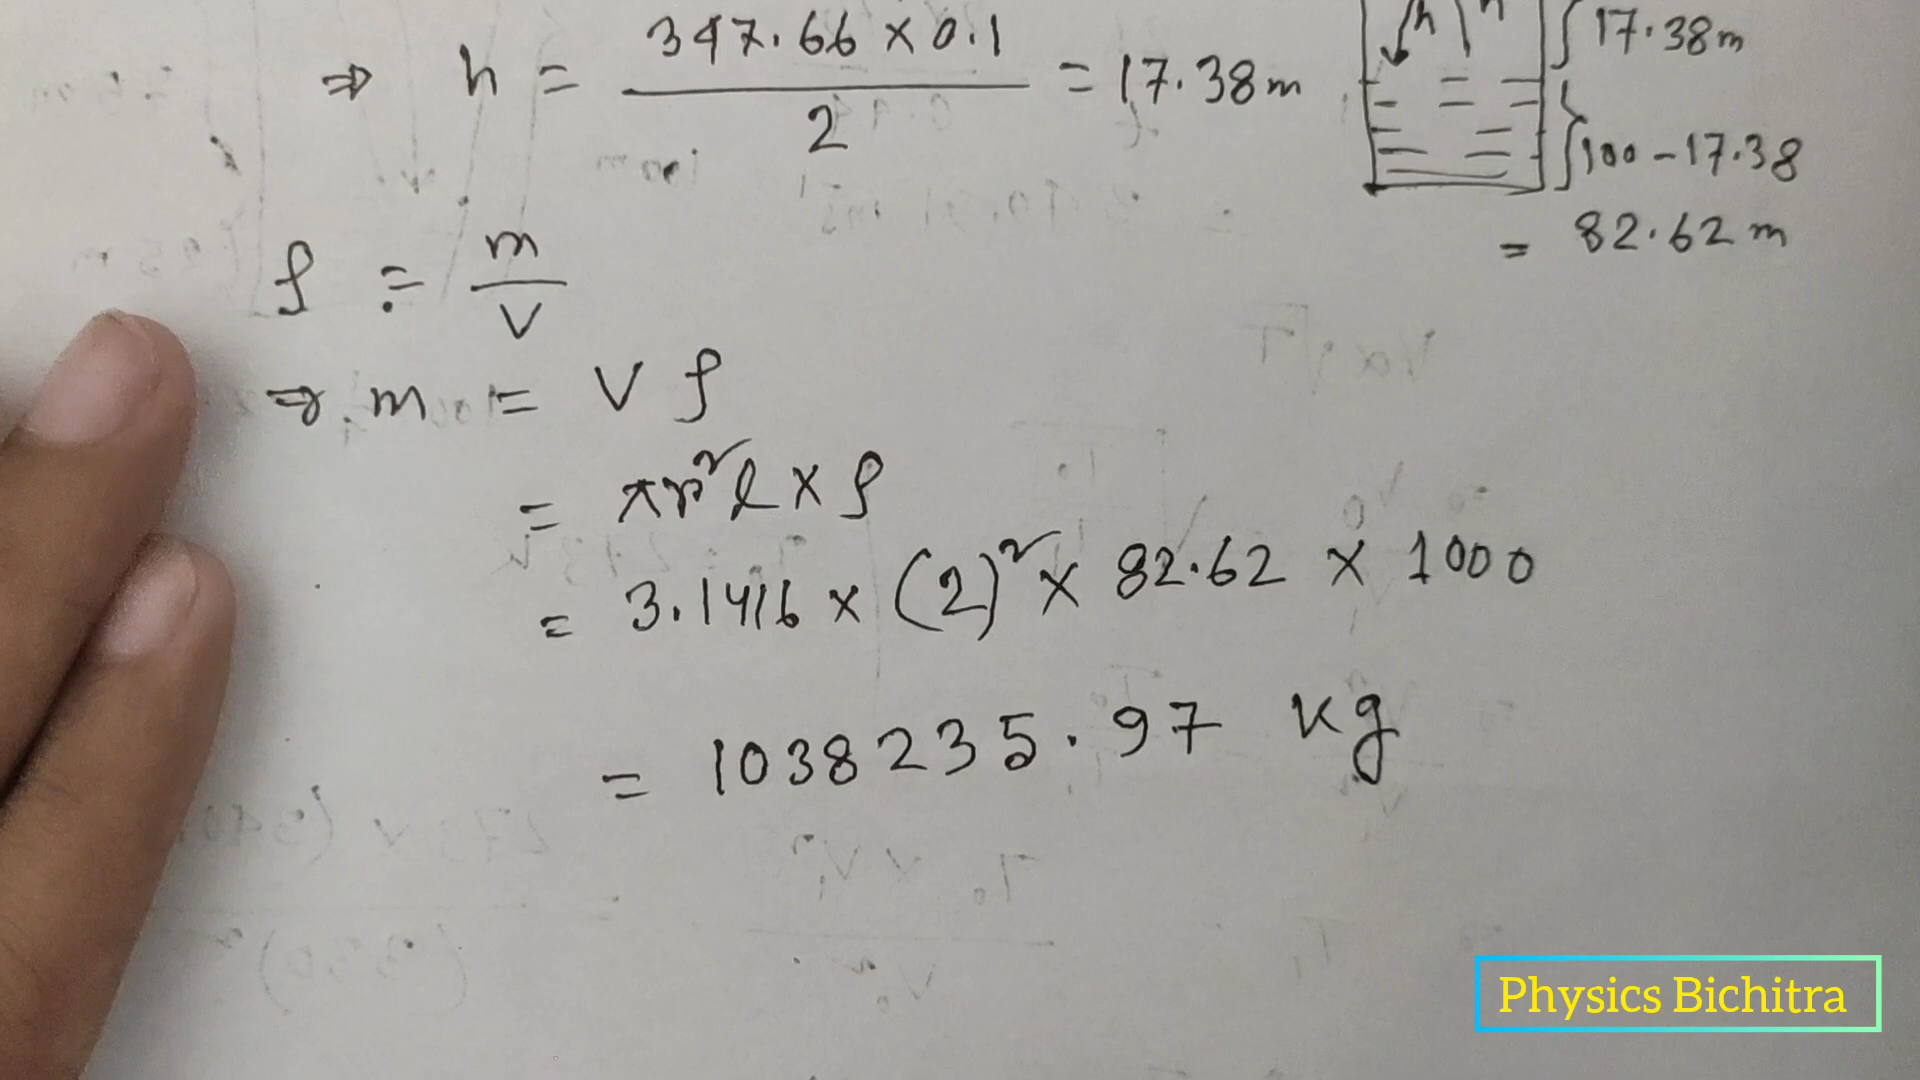 ⇒ h = 347.66 × 0.1 / 2 = 17.38 m
h h 17.38m
100 - 17.38
= 82.62 m
ρ = m / V
⇒ m = V ρ
= πr²l × ρ
= 3.1416 × (2)² × 82.62 × 1000
= 1038235.97 kg
Physics Bichitra